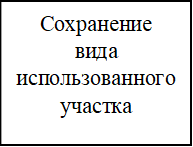 Сохранение
вида
использованного
участка